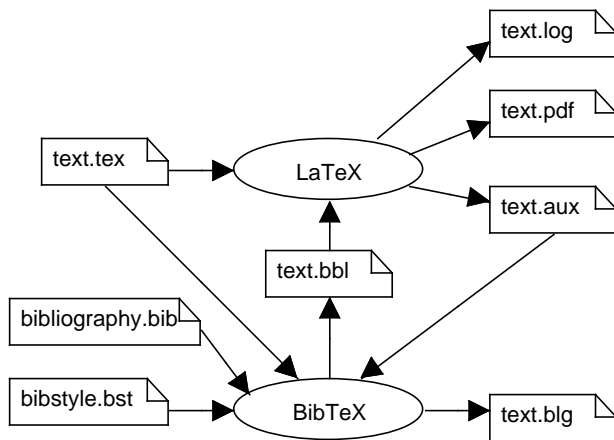 text.log
text.pdf
text.tex
LaTeX
text.aux
text.bbl
bibliography.bib
bibstyle.bst
BibTeX
text.blg